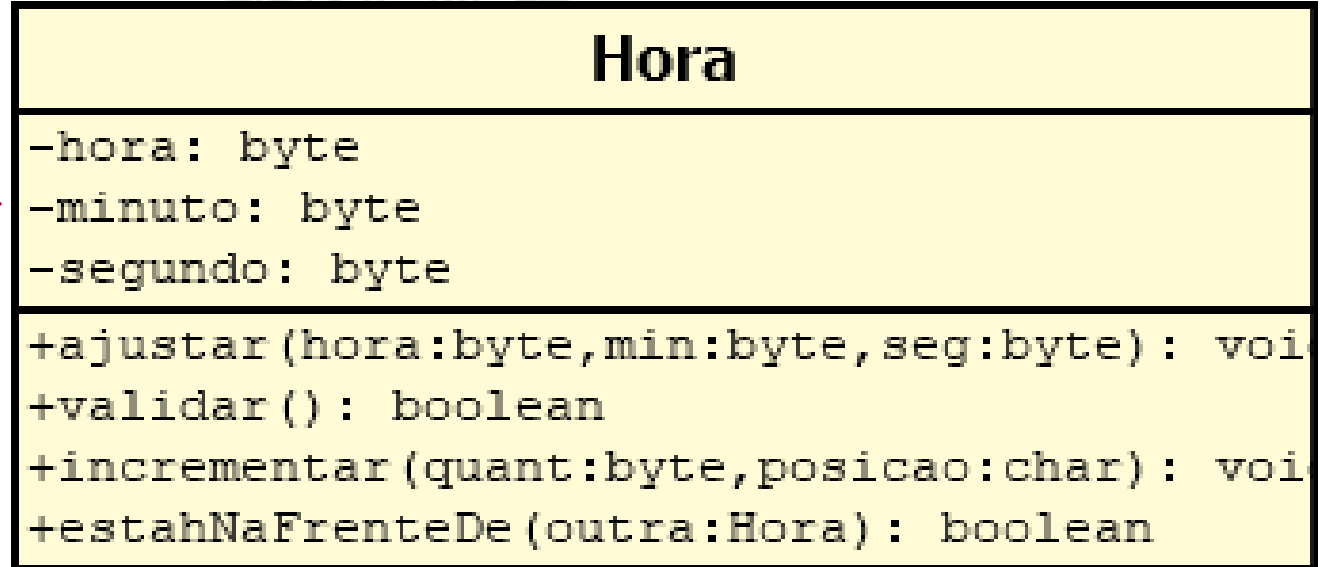 Hora
-hora: byte
-minuto: byte
-segundo: byte
+ajustar(hora:byte,min:byte,seg:byte): voi
+validar(): boolean
+incrementar(quant:byte,posicao:char): voi
+estahNaFrenteDe(outra:Hora): boolean